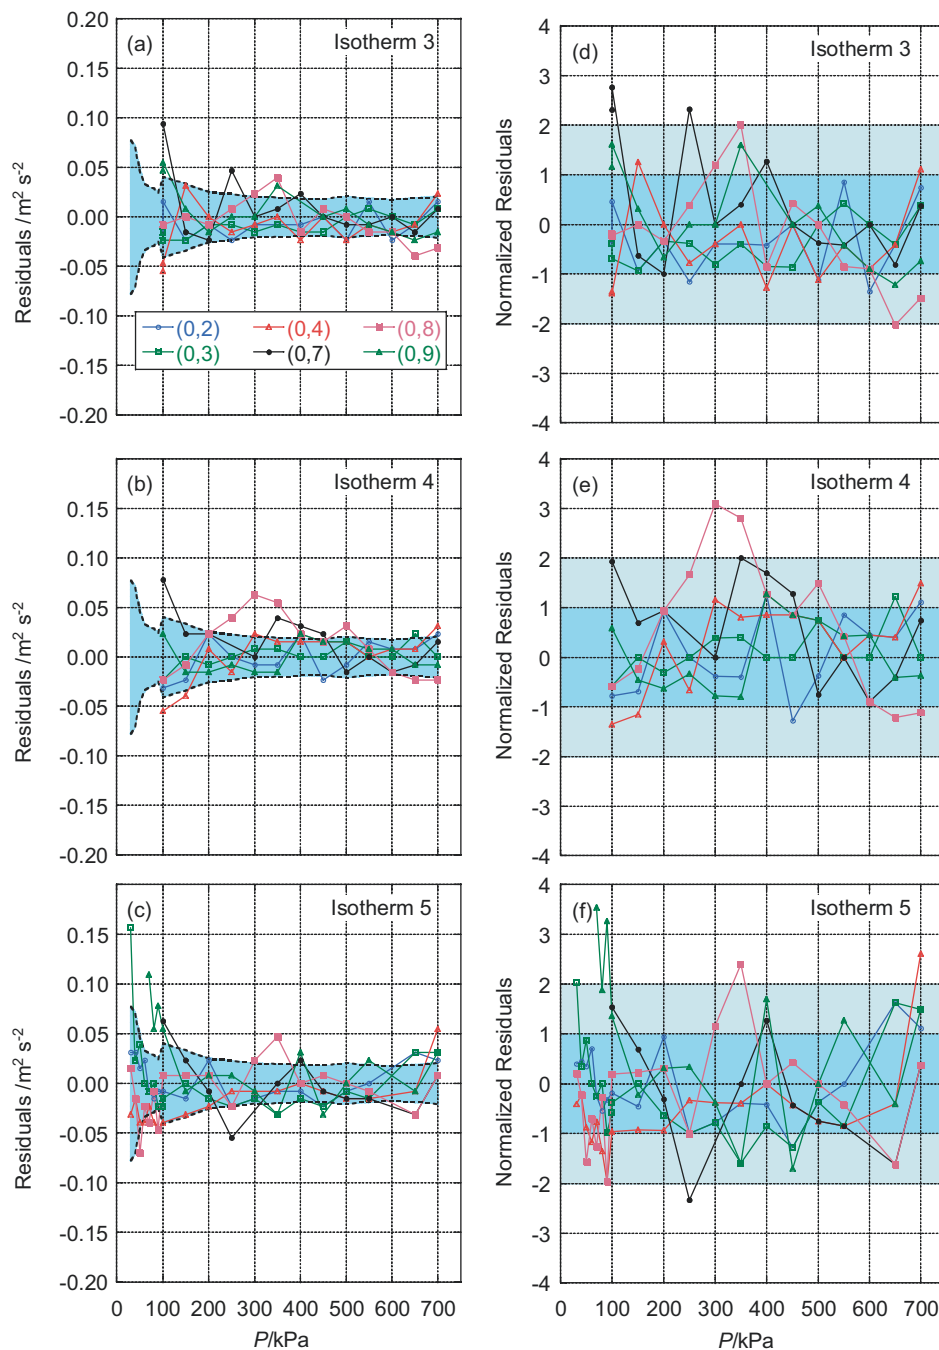 (a) Isotherm 3
0.20
0.15
0.10
0.05
0.00
-0.05
-0.10
-0.15
-0.20
Residuals /m² s⁻²
(0,2) (0,4) (0,8)
(0,3) (0,7) (0,9)
(d) Isotherm 3
4
3
2
1
0
-1
-2
-3
-4
Normalized Residuals
(b) Isotherm 4
0.15
0.10
0.05
0.00
-0.05
-0.10
-0.15
-0.20
Residuals /m² s⁻²
(e) Isotherm 4
4
3
2
1
0
-1
-2
-3
-4
Normalized Residuals
(c) Isotherm 5
0.15
0.10
0.05
0.00
-0.05
-0.10
-0.15
-0.20
Residuals /m² s⁻²
0 100 200 300 400 500 600 700
P/kPa
(f) Isotherm 5
4
3
2
1
0
-1
-2
-3
-4
Normalized Residuals
0 100 200 300 400 500 600 700
P/kPa